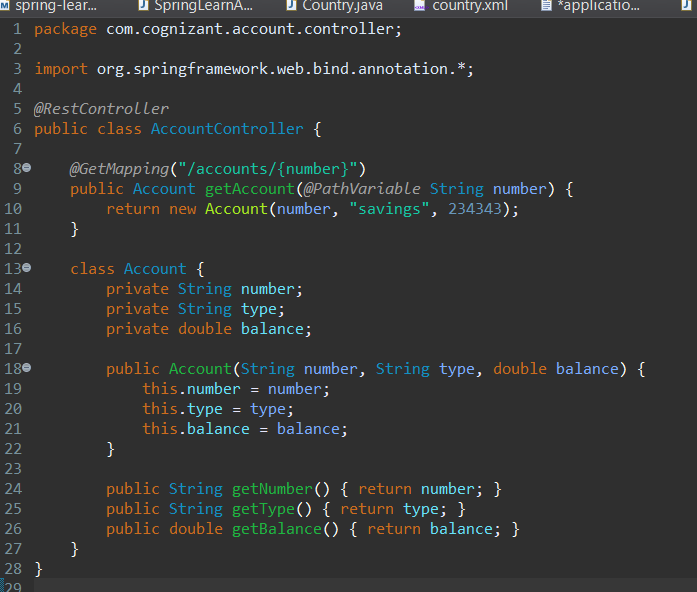 spring-lear... SpringLearnA... Country.java country.xml *applicatio...
1 package com.cognizant.account.controller;
2
3 import org.springframework.web.bind.annotation.*;
4
5 @RestController
6 public class AccountController {
7
8 @GetMapping("/accounts/{number}")
9 public Account getAccount(@PathVariable String number) {
10 return new Account(number, "savings", 234343);
11 }
12
13 class Account {
14 private String number;
15 private String type;
16 private double balance;
17
18 public Account(String number, String type, double balance) {
19 this.number = number;
20 this.type = type;
21 this.balance = balance;
22 }
23
24 public String getNumber() { return number; }
25 public String getType() { return type; }
26 public double getBalance() { return balance; }
27 }
28 }
29